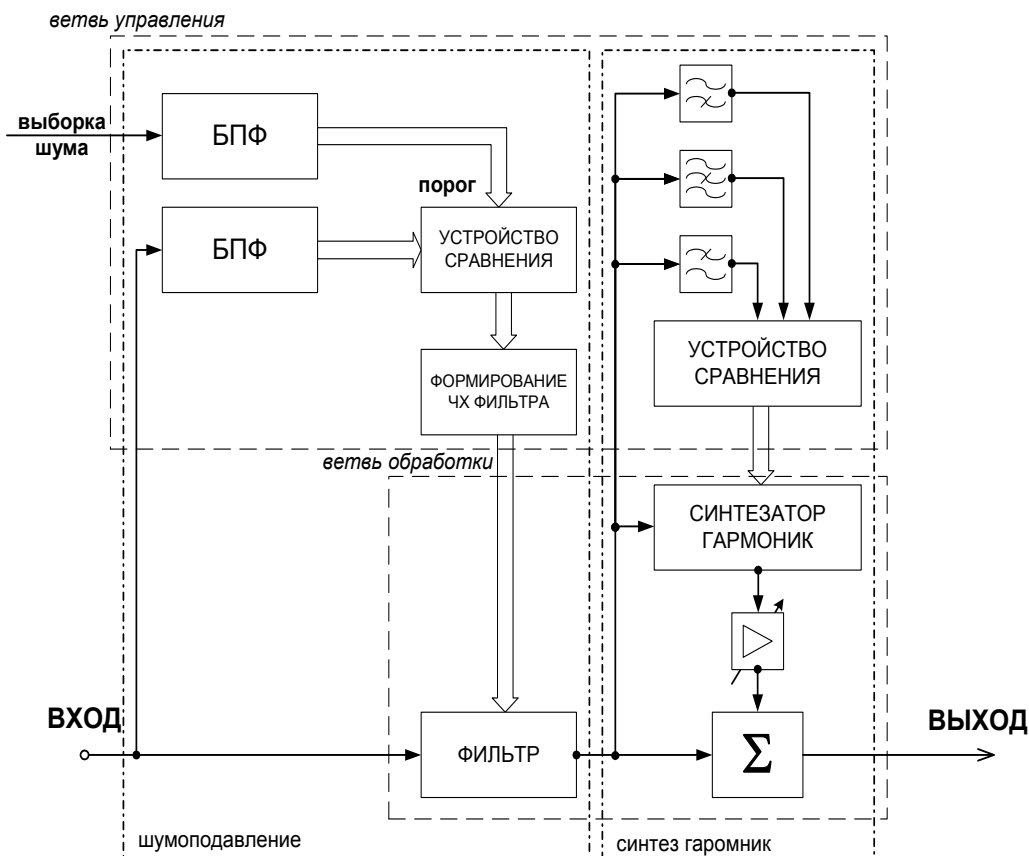 ветвь управления
выборка
шума
БПФ
порог
БПФ
УСТРОЙСТВО
СРАВНЕНИЯ
ФОРМИРОВАНИЕ
ЧХ ФИЛЬТРА
УСТРОЙСТВО
СРАВНЕНИЯ
ветвь обработки
СИНТЕЗАТОР
ГАРМОНИК
ВХОД
ФИЛЬТР
Σ
ВЫХОД
шумоподавление
синтез гаромник